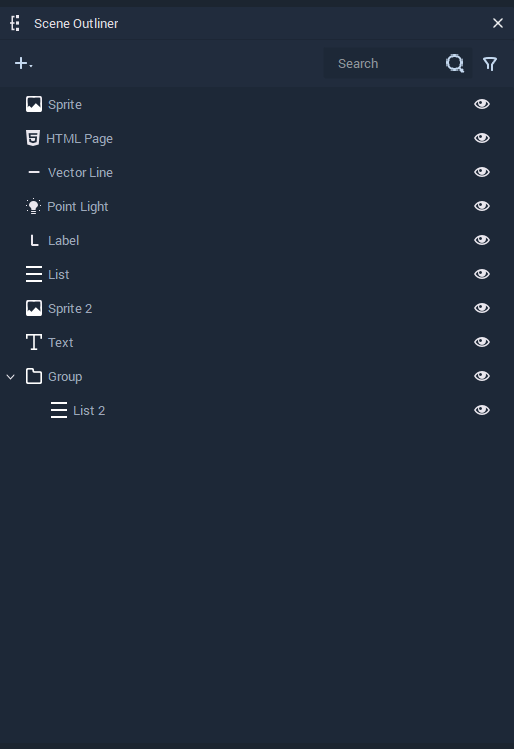 Scene Outliner
Search
Sprite
HTML Page
Vector Line
Point Light
Label
List
Sprite 2
Text
Group
List 2